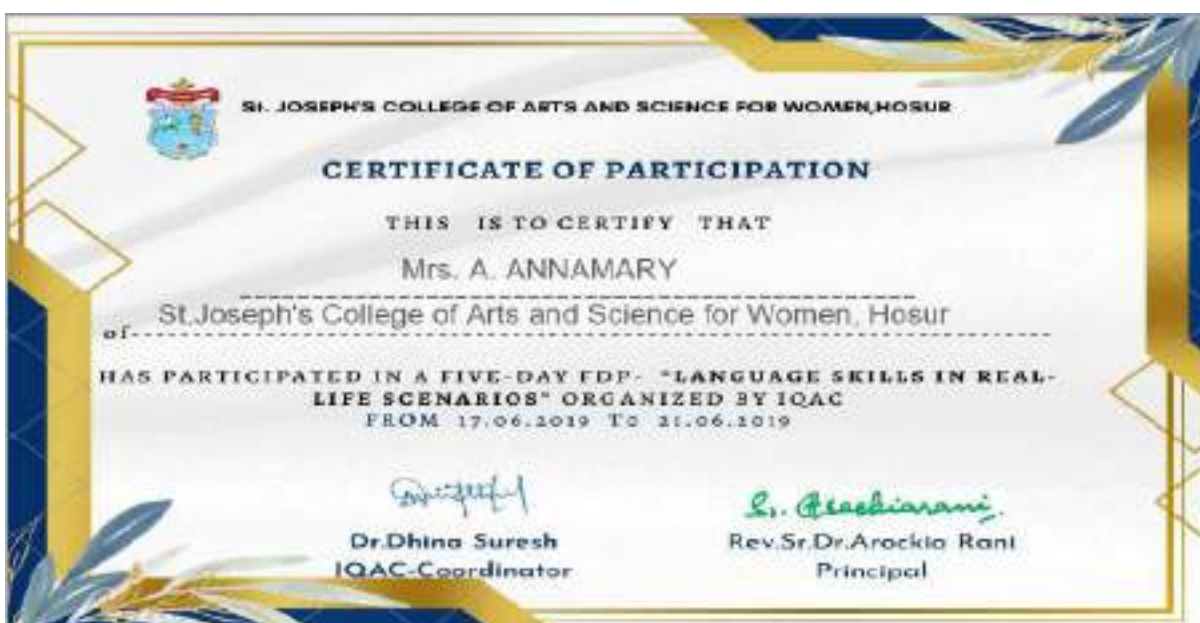 St. JOSEPH'S COLLEGE OF ARTS AND SCIENCE FOR WOMEN,HOSUR
CERTIFICATE OF PARTICIPATION
THIS IS TO CERTIFY THAT
Mrs. A. ANNAMARY
of St.Joseph's College of Arts and Science for Women, Hosur
HAS PARTICIPATED IN A FIVE-DAY FDP- "LANGUAGE SKILLS IN REAL-
LIFE SCENARIOS" ORGANIZED BY IQAC
FROM 17.06.2019 TO 21.06.2019
Dr.Dhina Suresh
IQAC-Coordinator
Rev.Sr.Dr.Arockia Rani
Principal